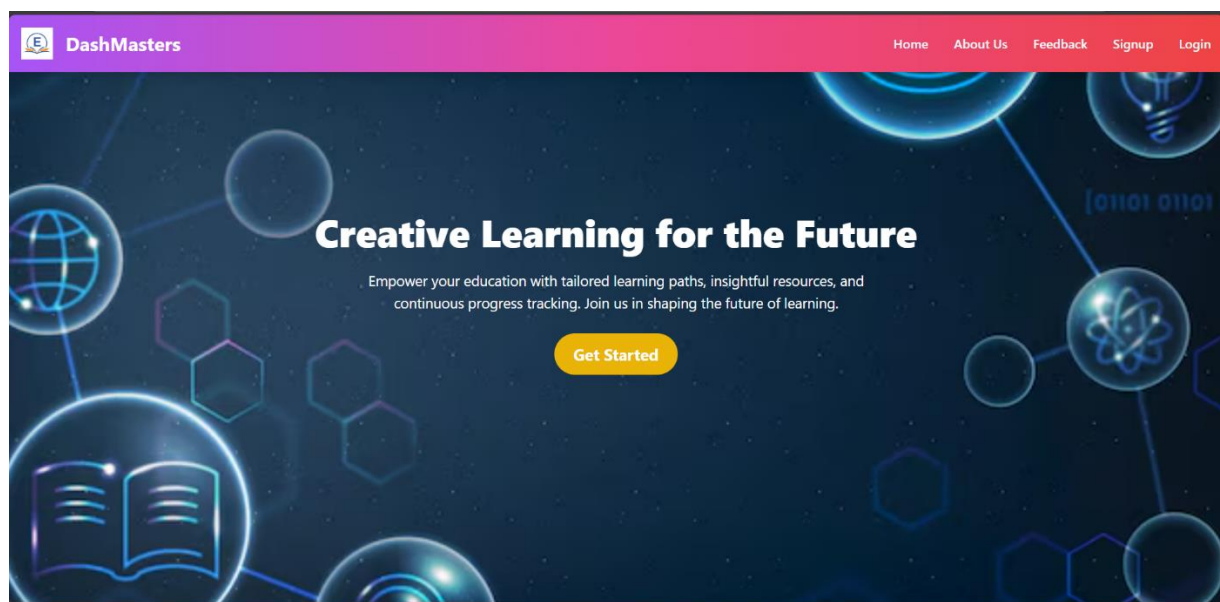 E
DashMasters
Home About Us Feedback Signup Login
[01101 01101
Creative Learning for the Future
Empower your education with tailored learning paths, insightful resources, and
continuous progress tracking. Join us in shaping the future of learning.
Get Started